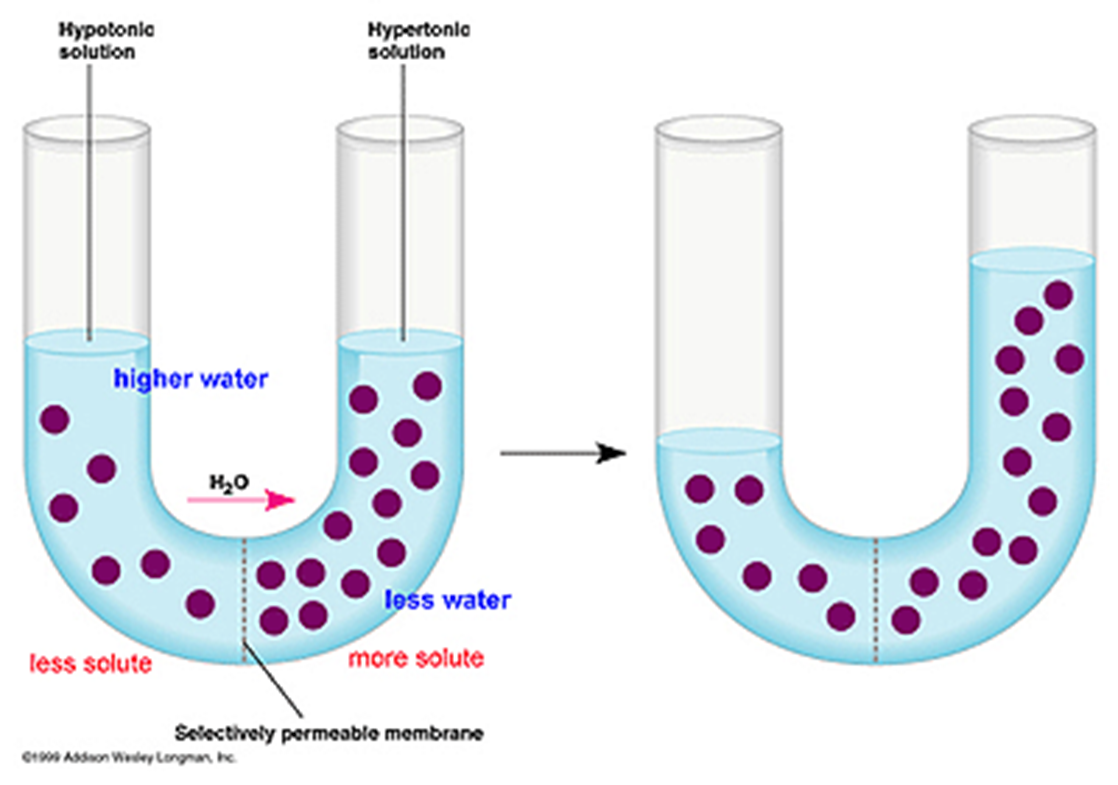 Hypotonic
solution
Hypertonic
solution
higher water
H₂O
less water
less solute
more solute
Selectively permeable membrane
©1999 Addison Wesley Longman, Inc.